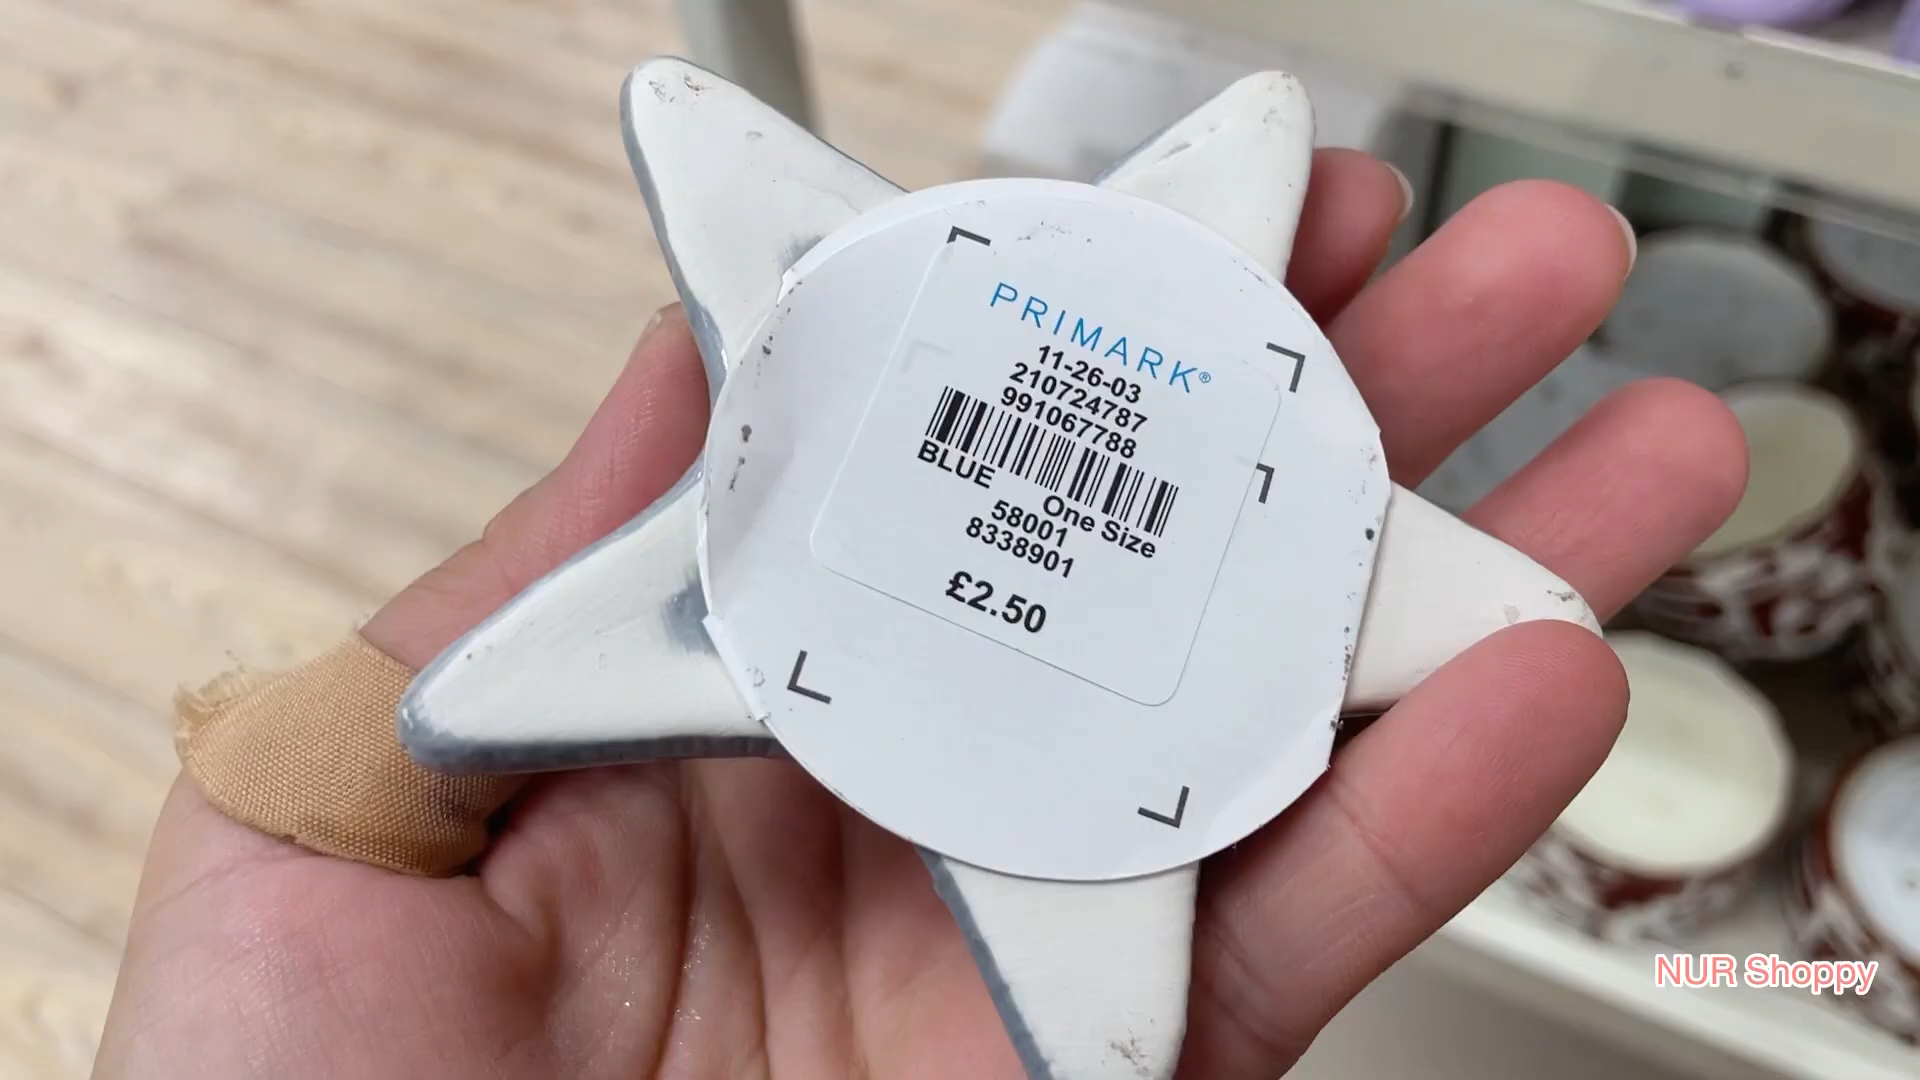 PRIMARK®
11-26-03
210724787
991067788
BLUE One Size
58001
8338901
£2.50
NUR Shoppy